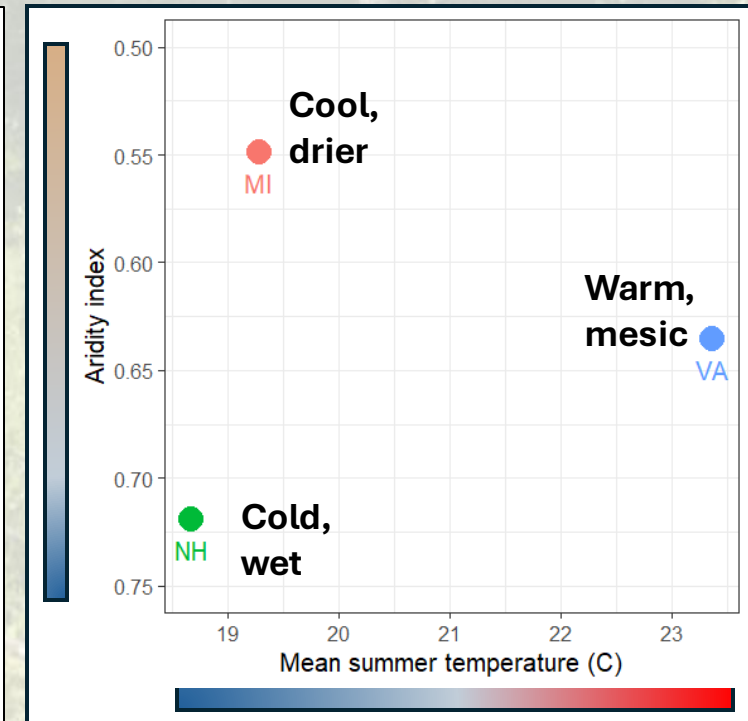 0.50
0.55
0.60
0.65
0.70
0.75
Aridity index
Cool,
drier
MI
Warm,
mesic
VA
Cold,
wet
NH
19
20
21
22
23
Mean summer temperature (C)